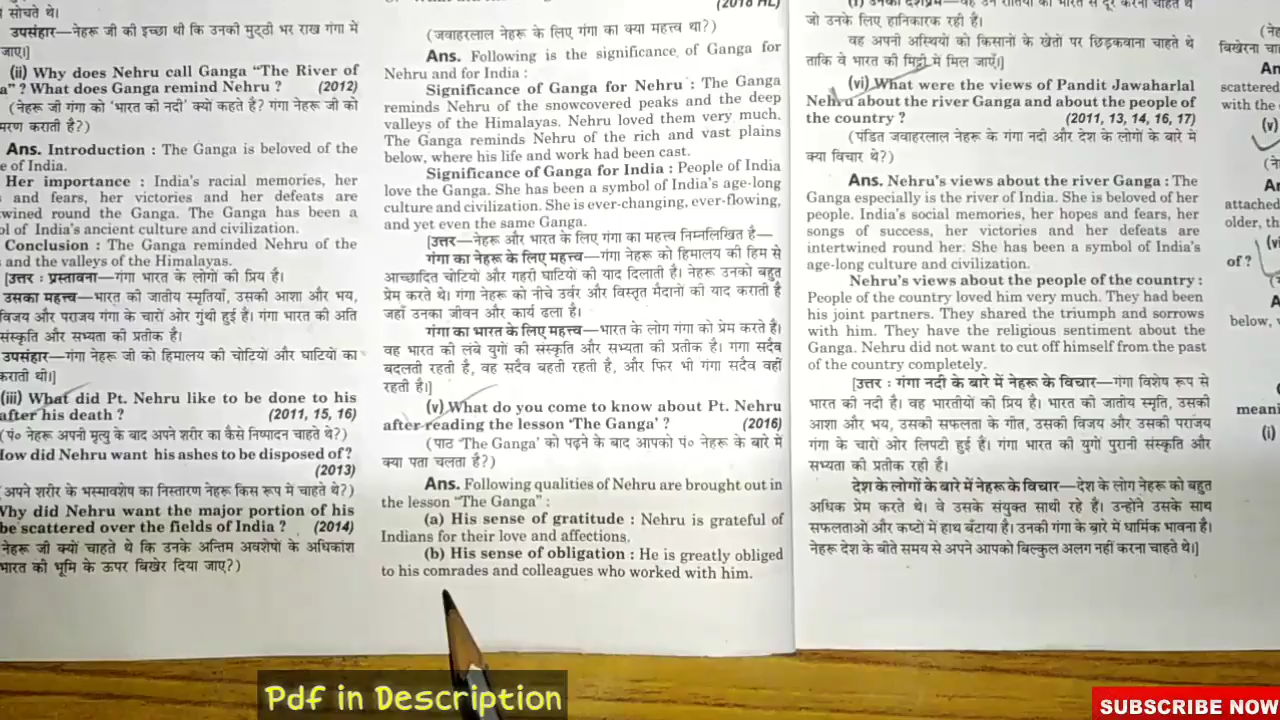 सोचते थे।
उपसंहार—नेहरू जी की इच्छा थी कि उनकी मुट्ठी भर राख गंगा में
जाए।]
(ii) Why does Nehru call Ganga “The River of
a” ? What does Ganga remind Nehru ? (2012)
(नेहरू जी गंगा को ‘भारत की नदी’ क्यों कहते है? गंगा नेहरू जी को
मरण कराती है?)
Ans. Introduction : The Ganga is beloved of the
e of India.
Her importance : India's racial memories, her
s and fears, her victories and her defeats are
twined round the Ganga. The Ganga has been a
ol of India's ancient culture and civilization.
Conclusion : The Ganga reminded Nehru of the
s and the valleys of the Himalayas.
[उत्तर : प्रस्तावना—गंगा भारत के लोगों की प्रिय है।
उसका महत्त्व—भारत की जातीय स्मृतियाँ, उसकी आशा और भय,
विजय और पराजय गंगा के चारों ओर गुंथी हुई है। गंगा भारत की अति
संस्कृति और सभ्यता की प्रतीक है।
उपसंहार—गंगा नेहरू जी को हिमालय की चोटियों और घाटियों का
कराती थी।]
(iii) What did Pt. Nehru like to be done to his
after his death ? (2011, 15, 16)
(पं० नेहरू अपनी मृत्यु के बाद अपने शरीर का कैसे निष्पादन चाहते थे?)
How did Nehru want his ashes to be disposed of ?
(2013)
(अपने शरीर के भस्मावशेष का निस्तारण नेहरू किस रूप में चाहते थे?)
Why did Nehru want the major portion of his
be scattered over the fields of India ? (2014)
नेहरू जी क्यों चाहते थे कि उनके अन्तिम अवशेषों के अधिकांश
भारत की भूमि के ऊपर बिखेर दिया जाए?)
(2018 HL)
(जवाहरलाल नेहरू के लिए गंगा का क्या महत्त्व था?)
Ans. Following is the significance, of Ganga for
Nehru and for India :
Significance of Ganga for Nehru : The Ganga
reminds Nehru of the snowcovered peaks and the deep
valleys of the Himalayas. Nehru loved them very much.
The Ganga reminds Nehru of the rich and vast plains
below, where his life and work had been cast.
Significance of Ganga for India : People of India
love the Ganga. She has been a symbol of India's age-long
culture and civilization. She is ever-changing, ever-flowing,
and yet even the same Ganga.
[उत्तर—नेहरू और भारत के लिए गंगा का महत्त्व निम्नलिखित है—
गंगा का नेहरू के लिए महत्त्व—गंगा नेहरू को हिमालय की हिम से
आच्छादित चोटियों और गहरी घाटियों की याद दिलाती है। नेहरू उनको बहुत
प्रेम करते थे। गंगा नेहरू को नीचे उर्वर और विस्तृत मैदानों की याद कराती है
जहाँ उनका जीवन और कार्य ढला है।
गंगा का भारत के लिए महत्त्व—भारत के लोग गंगा को प्रेम करते हैं।
वह भारत की लंबे युगों की संस्कृति और सभ्यता की प्रतीक है। गंगा सदैव
बदलती रहती है, वह सदैव बहती रहती है, और फिर भी गंगा सदैव वहीं
रहती है।]
(v) What do you come to know about Pt. Nehru
after reading the lesson ‘The Ganga’ ? (2016)
(पाठ ‘The Ganga’ को पढ़ने के बाद आपको पं० नेहरू के बारे में
क्या पता चलता है?)
Ans. Following qualities of Nehru are brought out in
the lesson “The Ganga” :
(a) His sense of gratitude : Nehru is grateful of
Indians for their love and affections.
(b) His sense of obligation : He is greatly obliged
to his comrades and colleagues who worked with him.
जो उनके लिए हानिकारक रही हैं।
वह अपनी अस्थियों को किसानों के खेतों पर छिड़कवाना चाहते थे
ताकि वे भारत की मिट्टी में मिल जाएँ।]
(vi) What were the views of Pandit Jawaharlal
Nehru about the river Ganga and about the people of
the country ? (2011, 13, 14, 16, 17)
(पंडित जवाहरलाल नेहरू के गंगा नदी और देश के लोगों के बारे में
क्या विचार थे?)
Ans. Nehru's views about the river Ganga : The
Ganga especially is the river of India. She is beloved of her
people. India's social memories, her hopes and fears, her
songs of success, her victories and her defeats are
intertwined round her. She has been a symbol of India's
age-long culture and civilization.
Nehru's views about the people of the country :
People of the country loved him very much. They had been
his joint partners. They shared the triumph and sorrows
with him. They have the religious sentiment about the
Ganga. Nehru did not want to cut off himself from the past
of the country completely.
[उत्तर : गंगा नदी के बारे में नेहरू के विचार—गंगा विशेष रूप से
भारत की नदी है। वह भारतीयों की प्रिय है। भारत की जातीय स्मृति, उसकी
आशा और भय, उसकी सफलता के गीत, उसकी विजय और उसकी पराजय
गंगा के चारों ओर लिपटी हुई हैं। गंगा भारत की युगों पुरानी संस्कृति और
सभ्यता की प्रतीक रही है।
देश के लोगों के बारे में नेहरू के विचार—देश के लोग नेहरू को बहुत
अधिक प्रेम करते थे। वे उसके संयुक्त साथी रहे हैं। उन्होंने उसके साथ
सफलताओं और कष्टों में हाथ बँटाया है। उनकी गंगा के बारे में धार्मिक भावना है।
नेहरू देश के बीते समय से अपने आपको बिल्कुल अलग नहीं करना चाहते थे।]
(ने
बिखेरना चा
An
scattered
with the
(v)
(ने
A
attached
older, th
(v
of ?
A
below,
मा
meani
(i)
Pdf in Description
SUBSCRIBE NOW